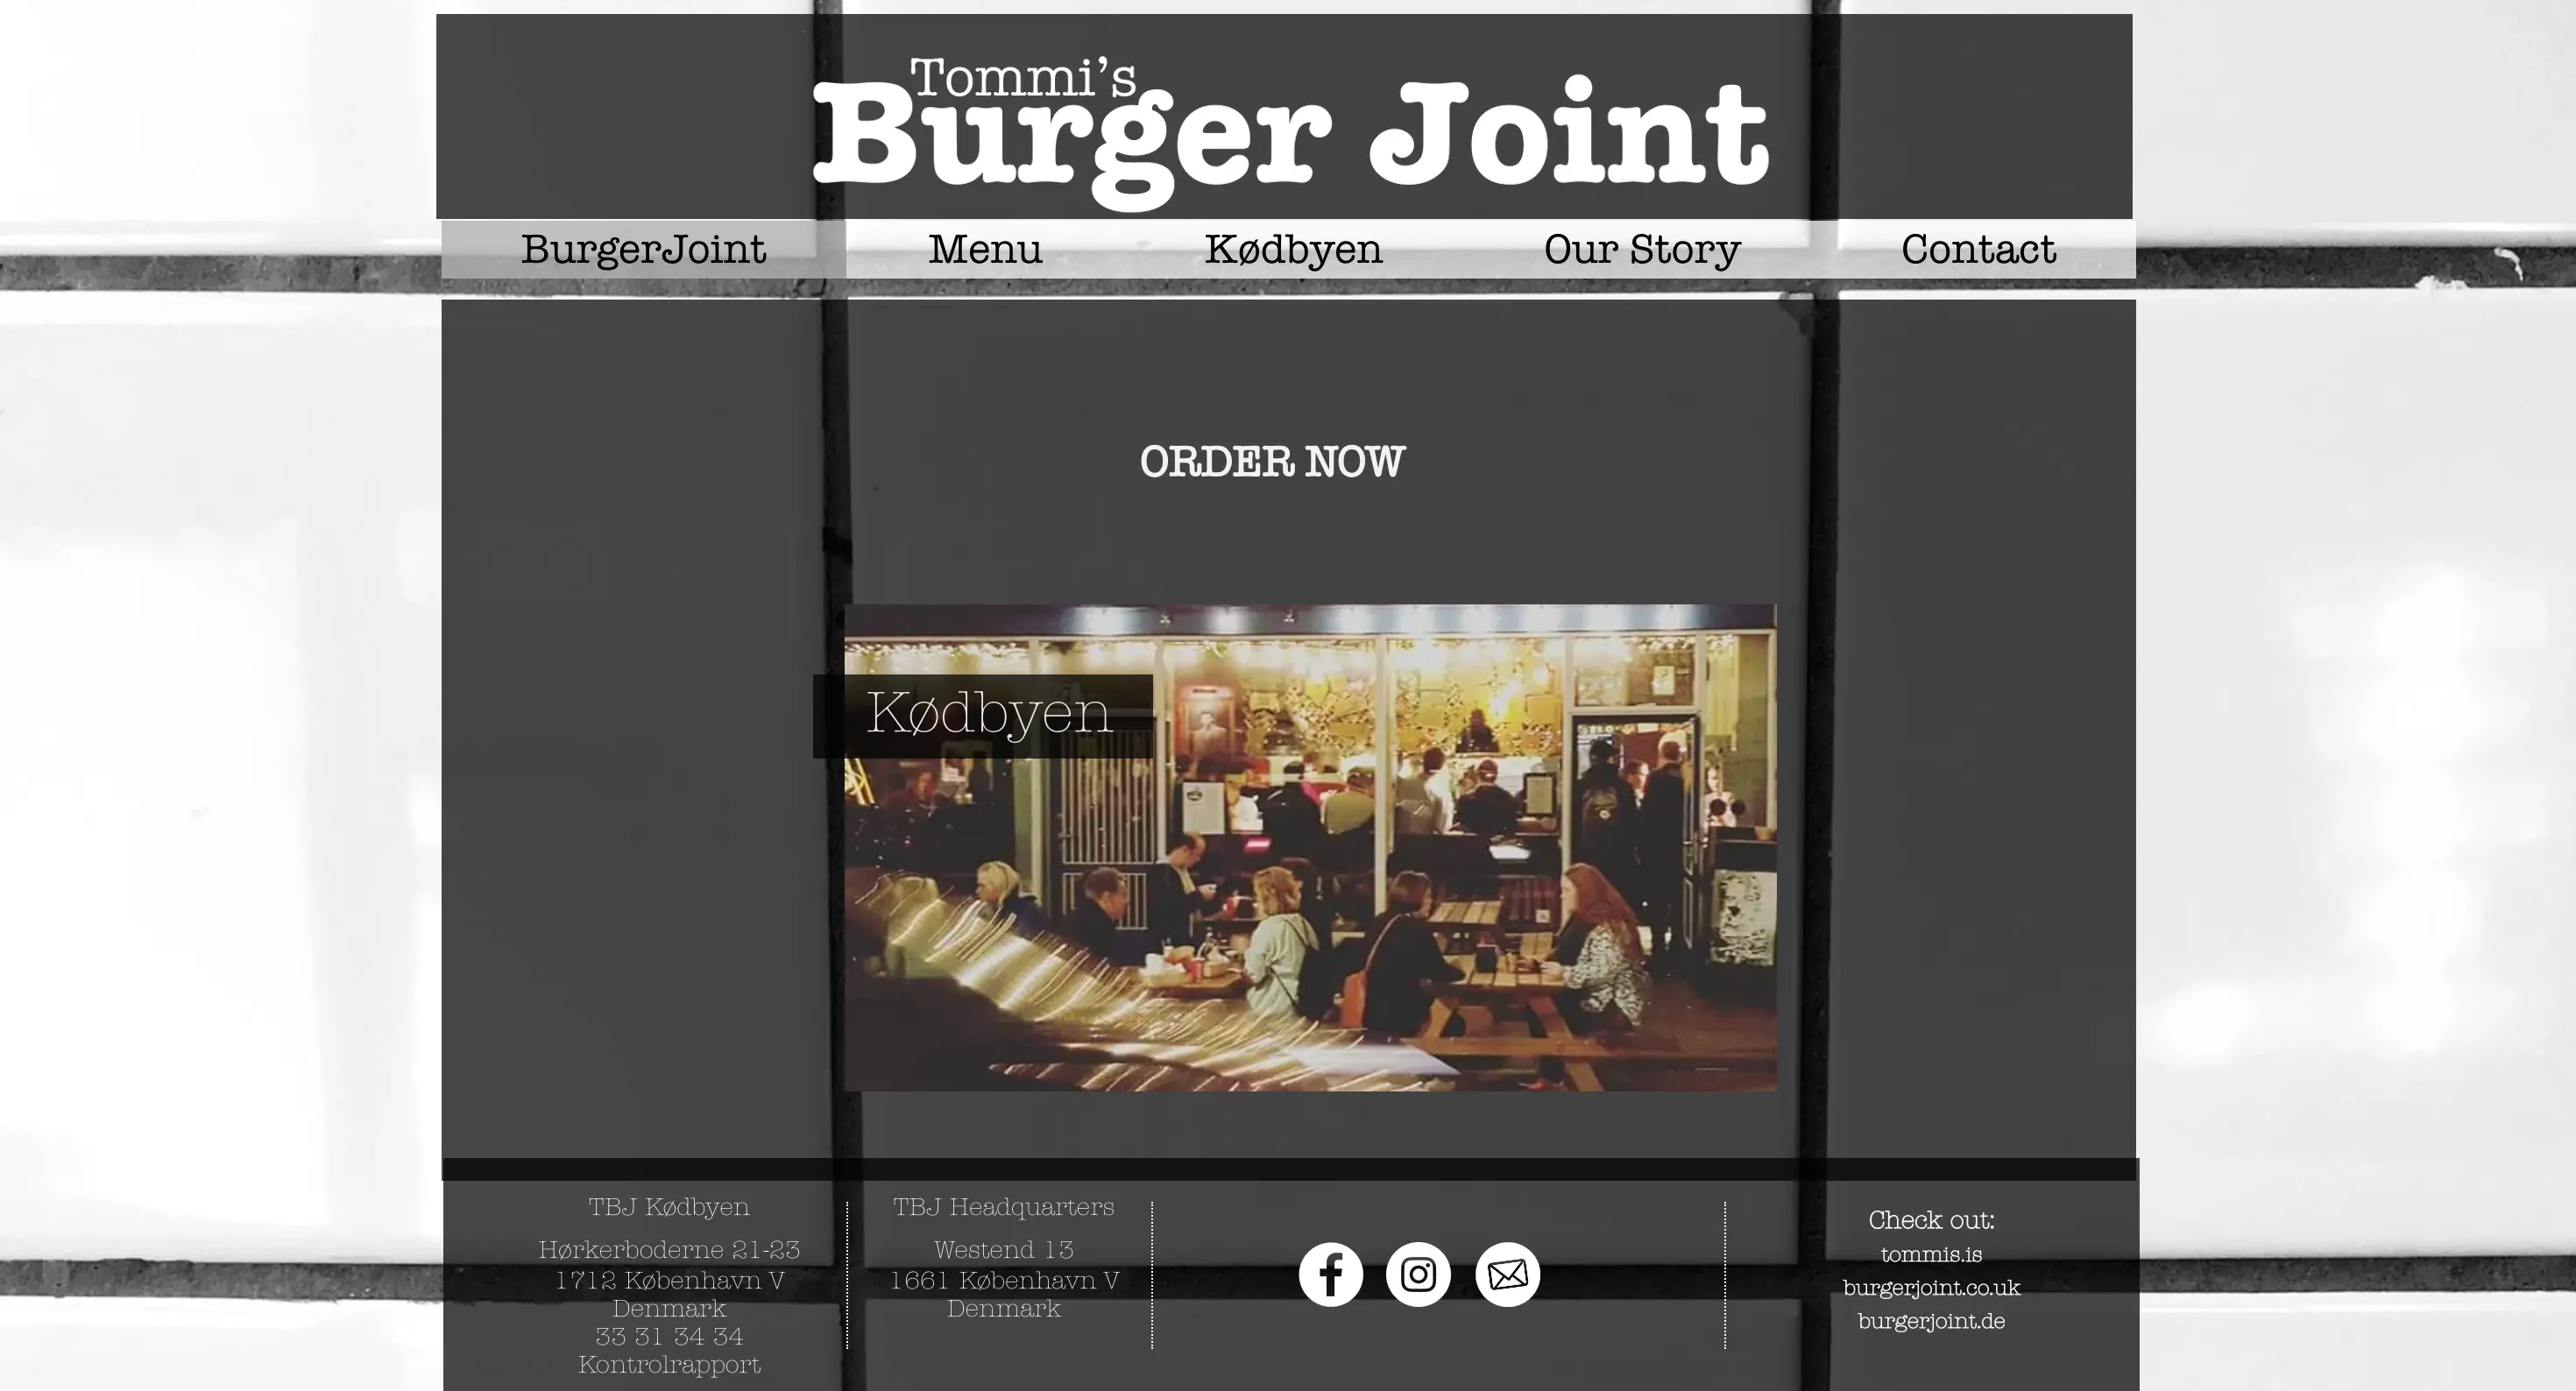 Tommi's
Burger Joint
BurgerJoint
Menu
Kødbyen
Our Story
Contact
ORDER NOW
Kødbyen
TBJ Kødbyen
Hørkerboderne 21-23
1712 København V
Denmark
33 31 34 34
Kontrolrapport
TBJ Headquarters
Westend 13
1661 København V
Denmark
Check out:
tommis.is
burgerjoint.co.uk
burgerjoint.de